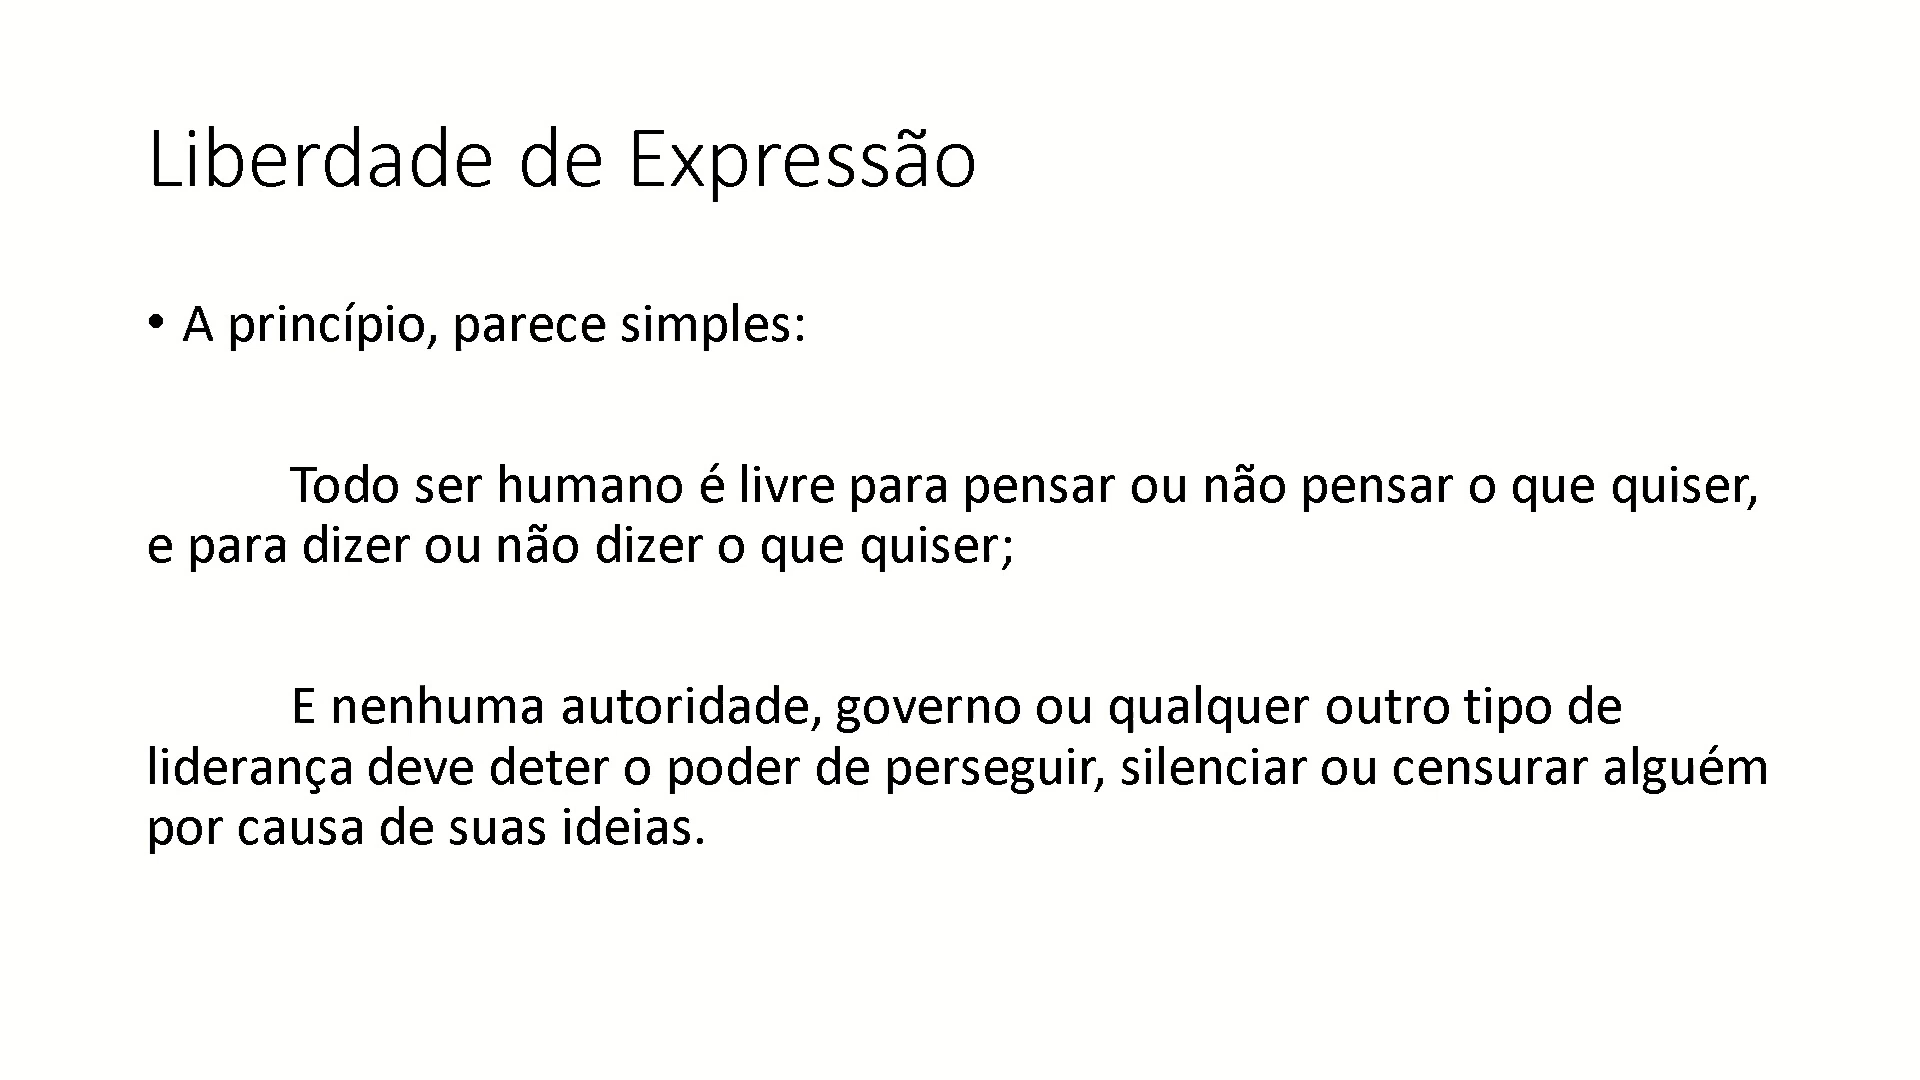 Liberdade de Expressão
• A princípio, parece simples:
Todo ser humano é livre para pensar ou não pensar o que quiser,
e para dizer ou não dizer o que quiser;
E nenhuma autoridade, governo ou qualquer outro tipo de
liderança deve deter o poder de perseguir, silenciar ou censurar alguém
por causa de suas ideias.